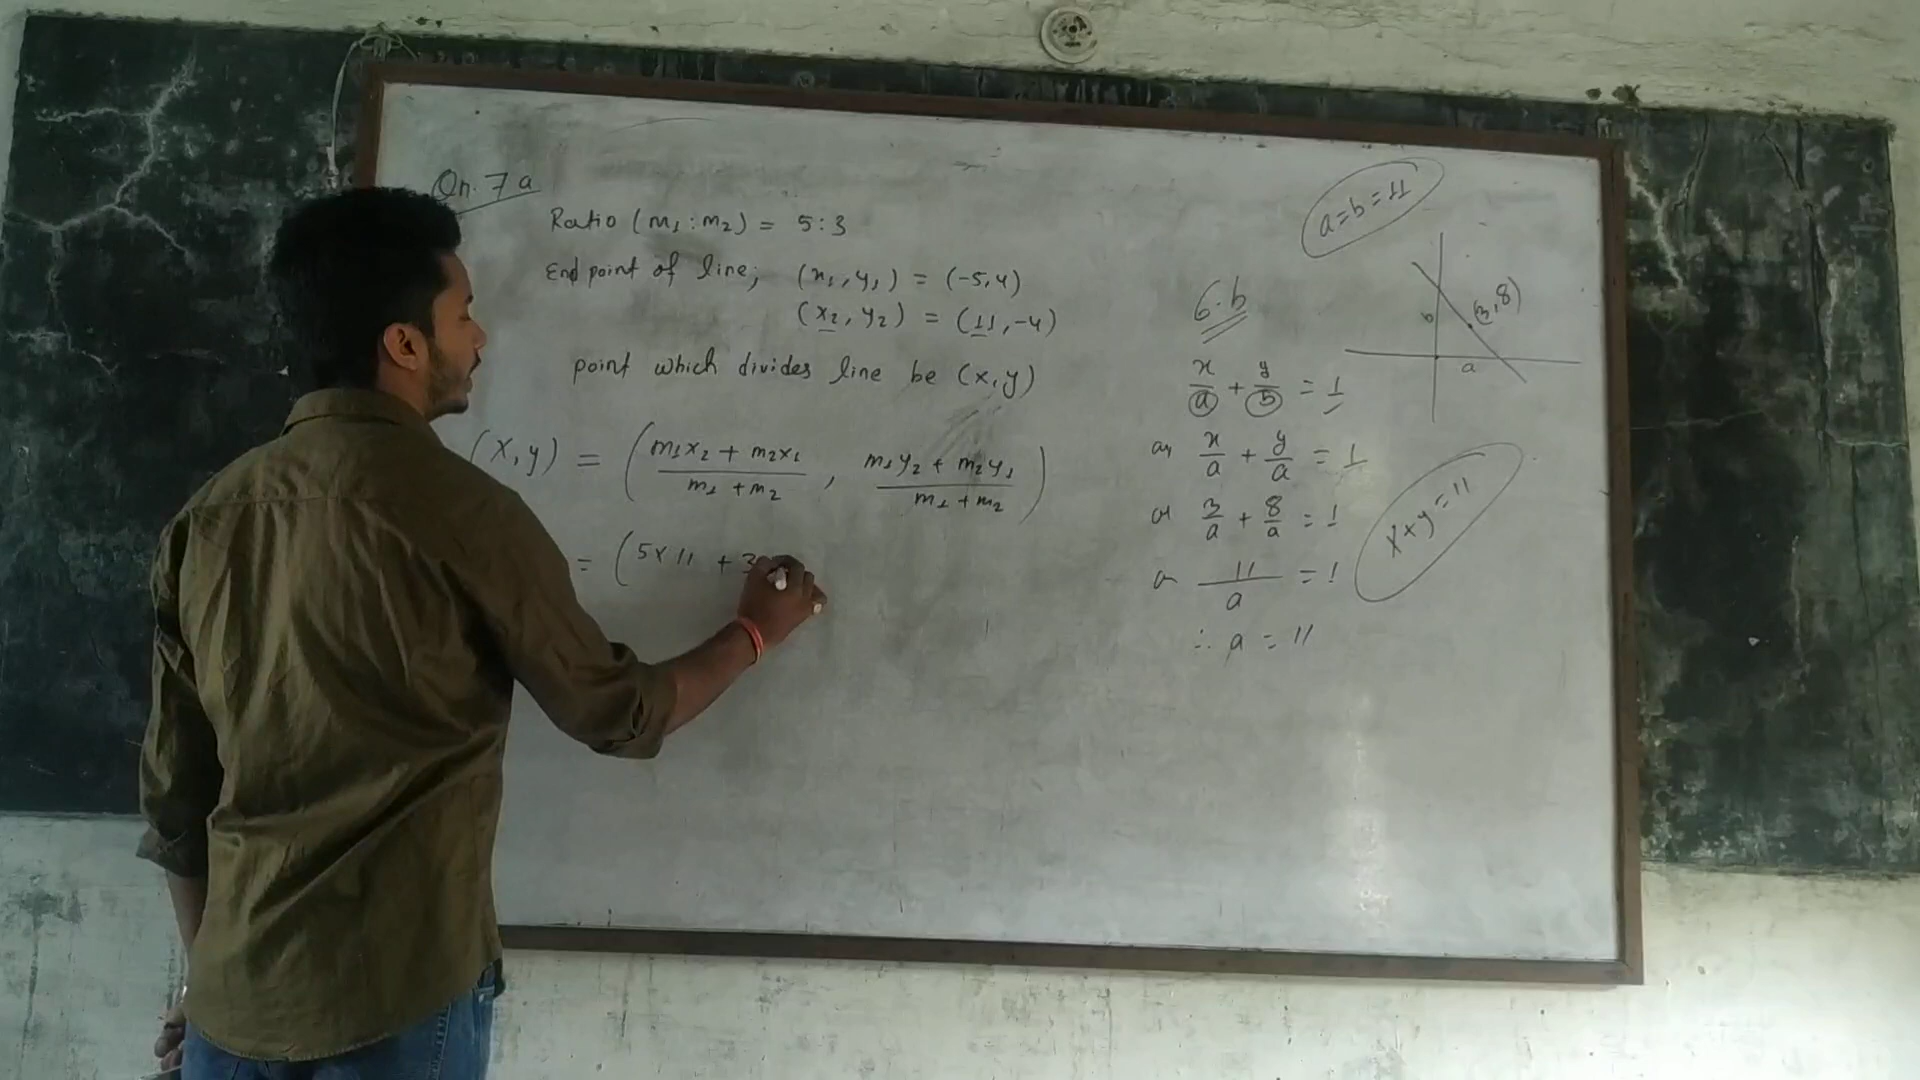 Qn. 7 a
Ratio (m₁ : m₂) = 5 : 3
End point of line; (x₁, y₁) = (-5, 4)
(x₂, y₂) = (11, -4)
point which divides line be (x, y)
(x, y) = ( (m₁x₂ + m₂x₁) / (m₁ + m₂) , (m₁y₂ + m₂y₁) / (m₁ + m₂) )
= ( 5×11 + 3
6.b
x/a + y/b = 1
or x/a + y/a = 1
or 3/a + 8/a = 1
or 11/a = 1
∴ a = 11
a = b = 11
(3, 8)
b
a
x + y = 11